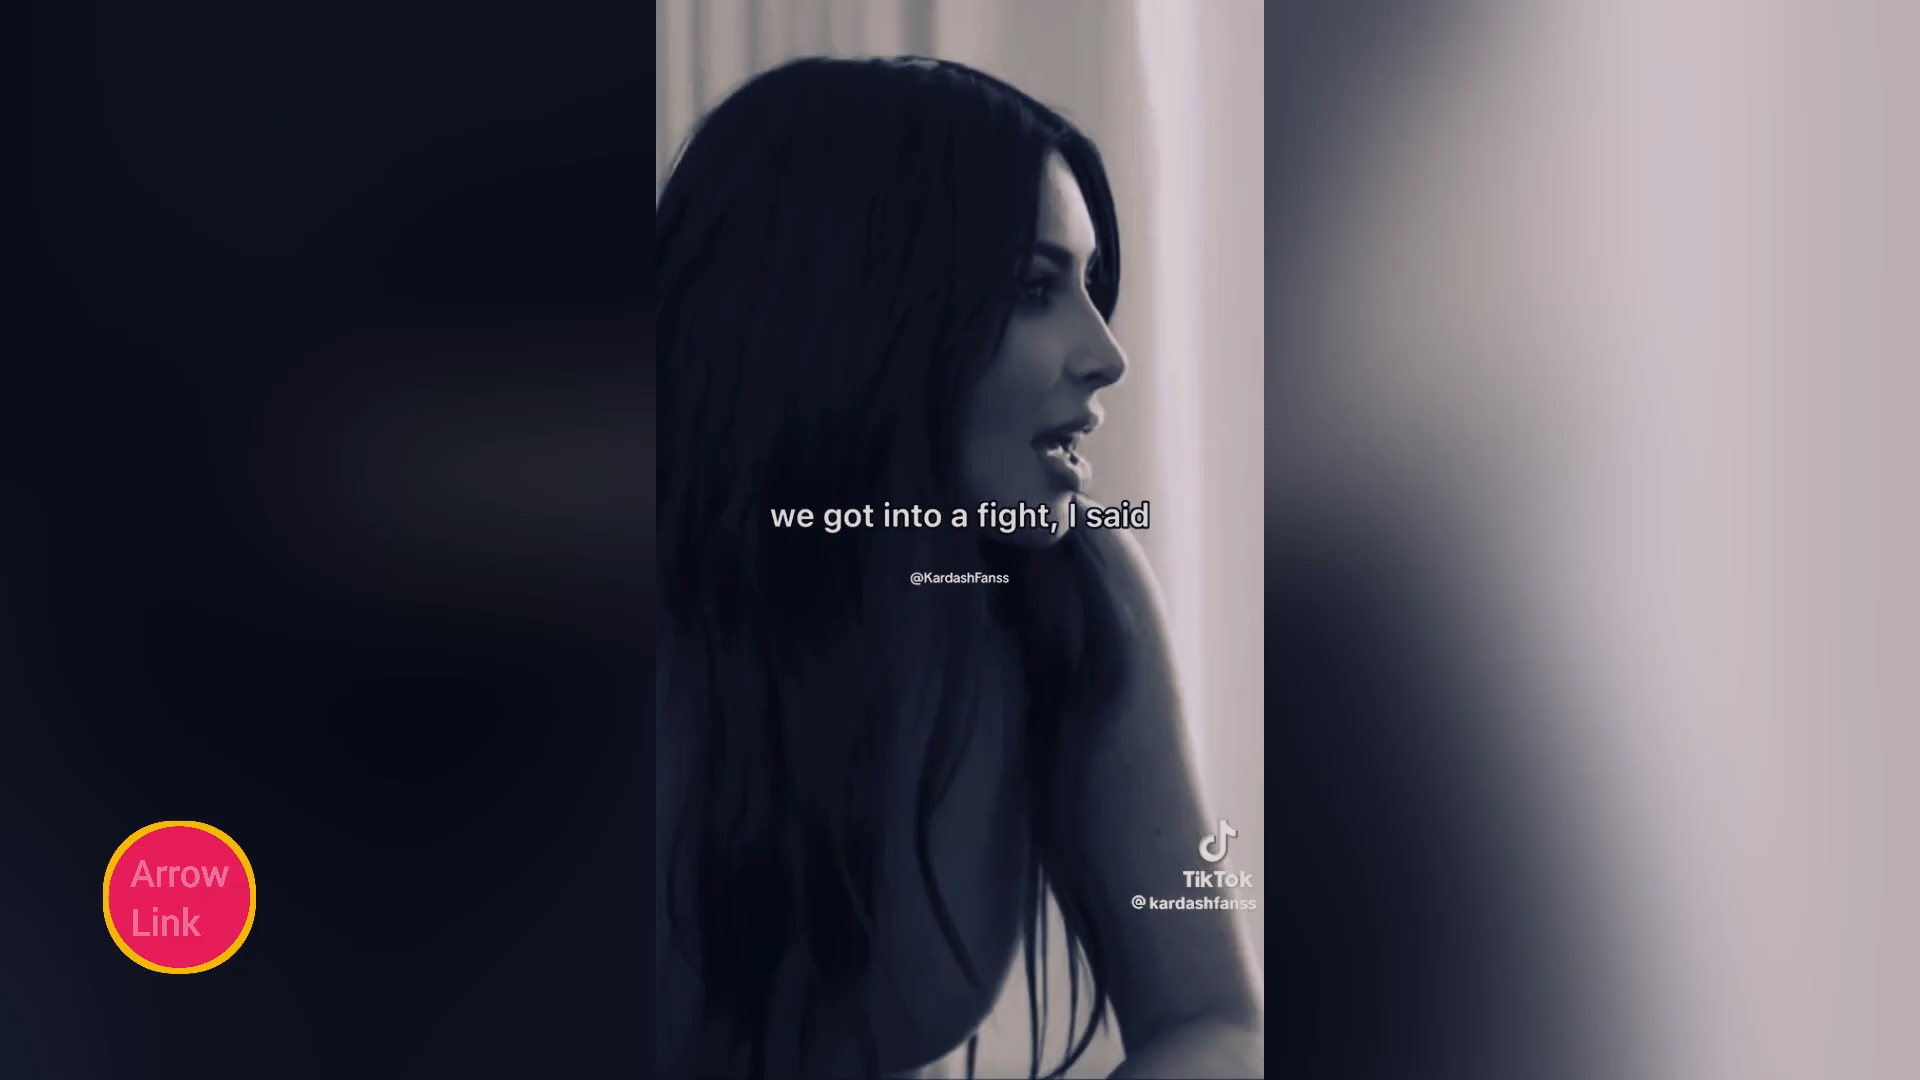 we got into a fight, I said
@KardashFanss
TikTok
@kardashfanss
Arrow
Link